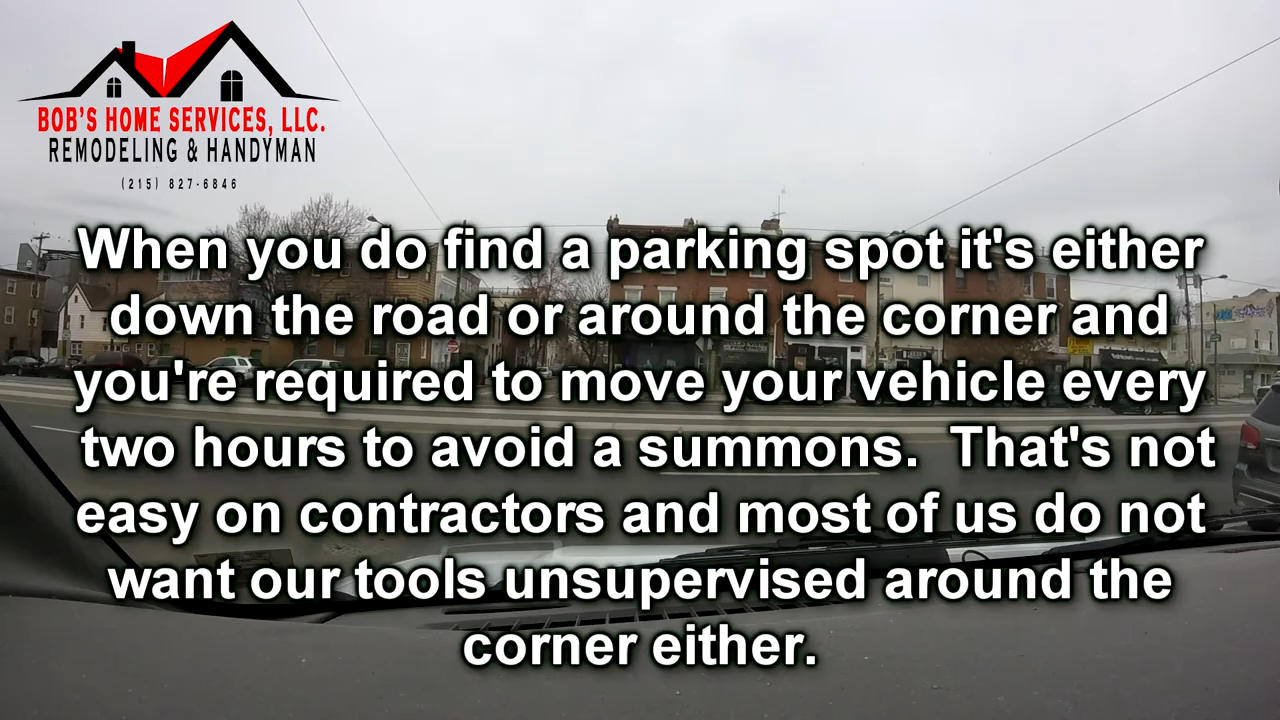 BOB'S HOME SERVICES, LLC.
REMODELING & HANDYMAN
(215) 827-6846
When you do find a parking spot it's either
down the road or around the corner and
you're required to move your vehicle every
two hours to avoid a summons.  That's not
easy on contractors and most of us do not
want our tools unsupervised around the
corner either.